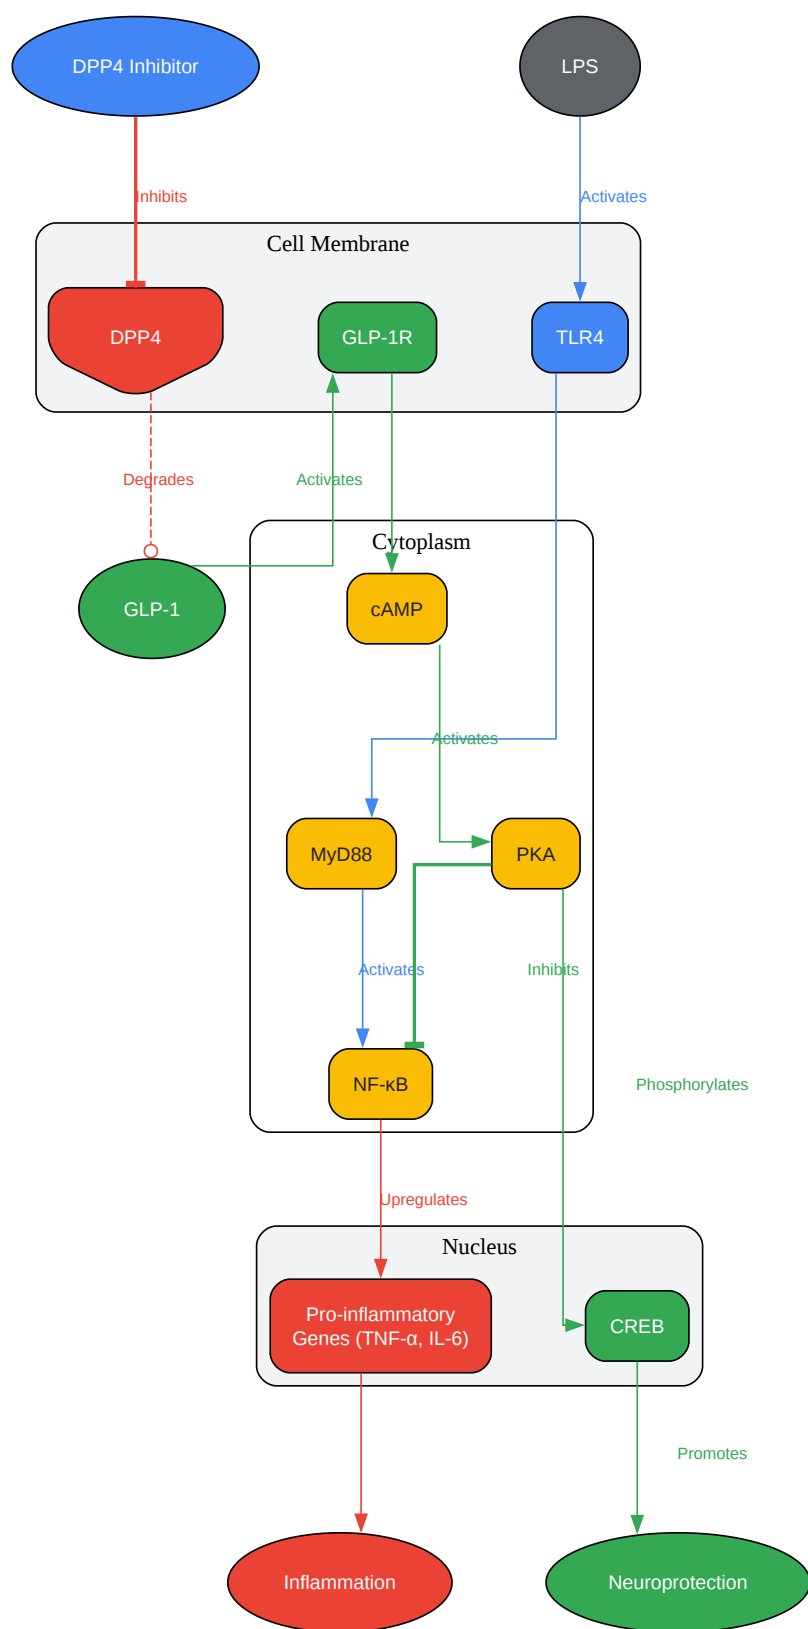 DPP4 Inhibitor
LPS
Inhibits
Activates
Cell Membrane
DPP4
GLP-1R
TLR4
Degrades
Activates
Cytoplasm
GLP-1
cAMP
Activates
MyD88
PKA
Activates
Inhibits
NF-κB
Phosphorylates
Upregulates
Nucleus
Pro-inflammatory
Genes (TNF-α, IL-6)
CREB
Promotes
Inflammation
Neuroprotection